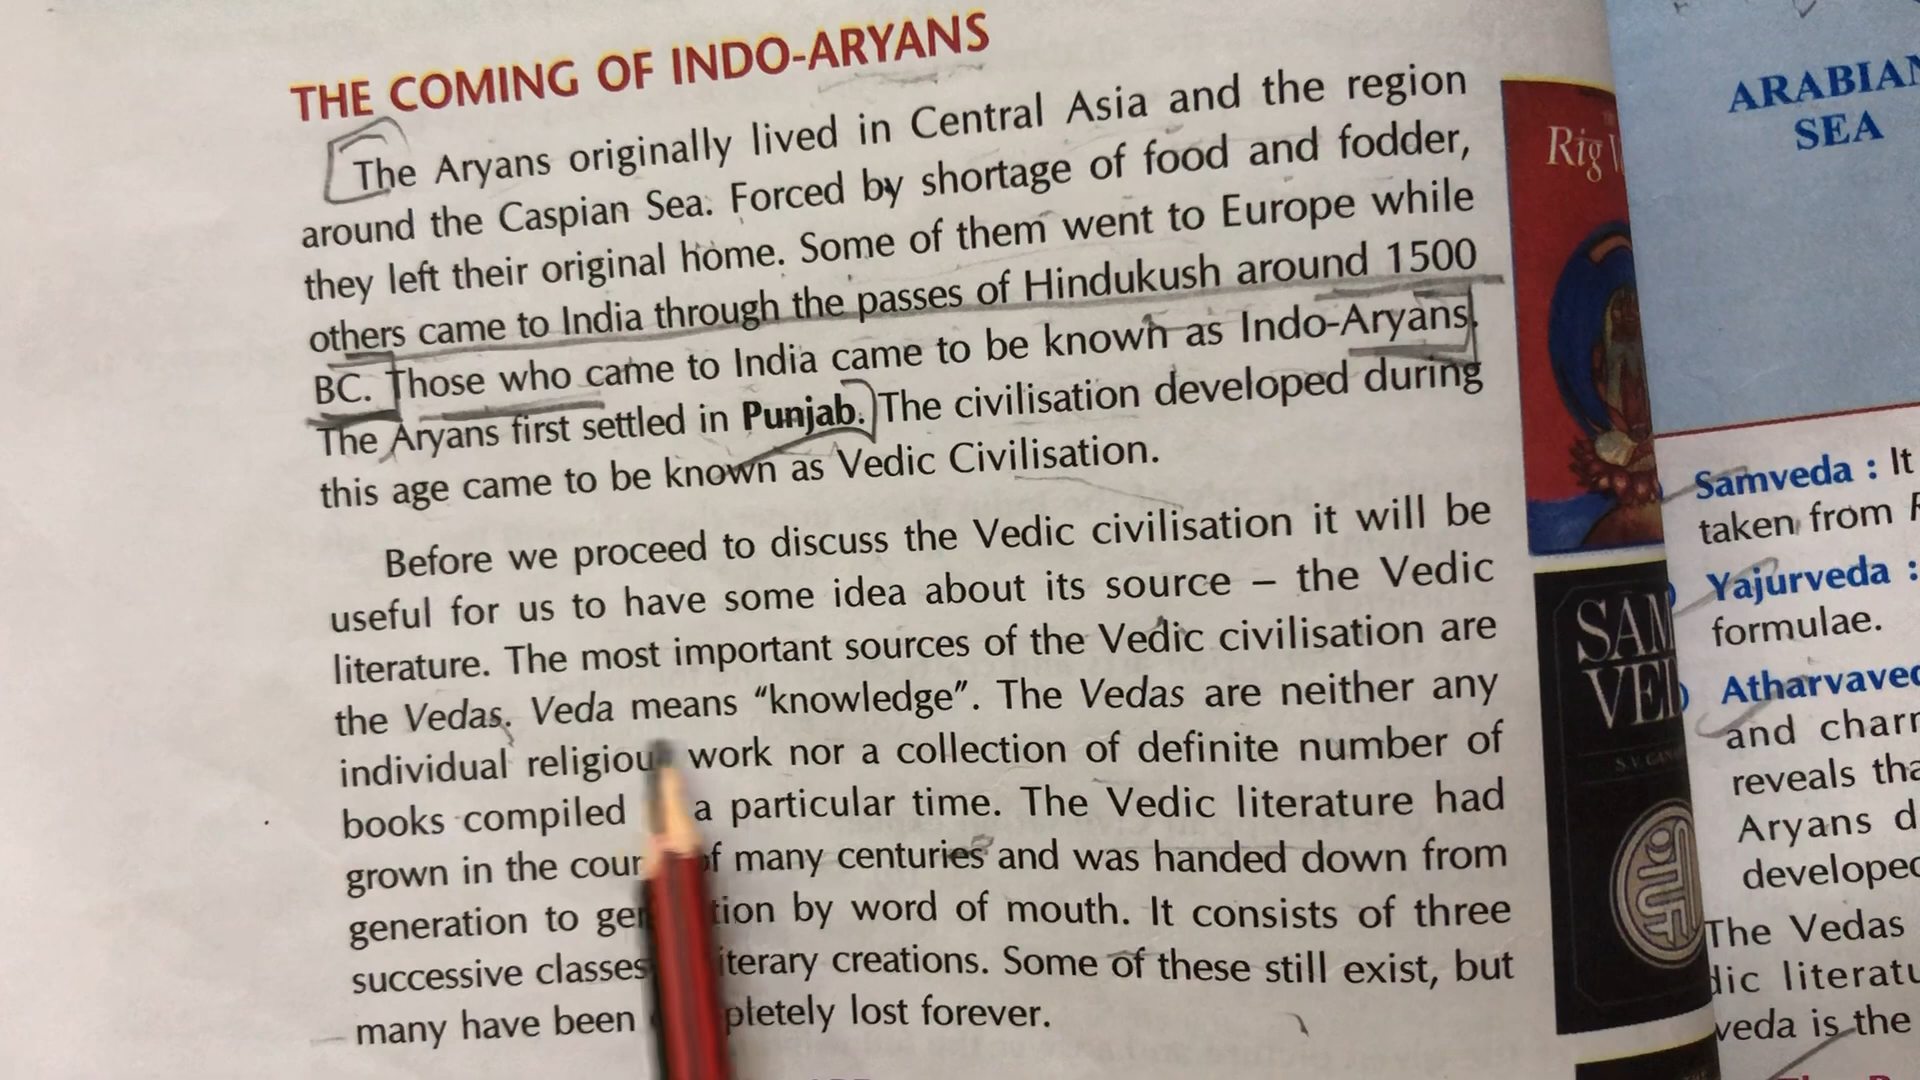 THE COMING OF INDO-ARYANS
The Aryans originally lived in Central Asia and the region
around the Caspian Sea. Forced by shortage of food and fodder,
they left their original home. Some of them went to Europe while
others came to India through the passes of Hindukush around 1500
BC. Those who came to India came to be known as Indo-Aryans.
The Aryans first settled in Punjab. The civilisation developed during
this age came to be known as Vedic Civilisation.
Before we proceed to discuss the Vedic civilisation it will be
useful for us to have some idea about its source – the Vedic
literature. The most important sources of the Vedic civilisation are
the Vedas. Veda means “knowledge”. The Vedas are neither any
individual religiou work nor a collection of definite number of
books compiled a particular time. The Vedic literature had
grown in the cour of many centuries and was handed down from
generation to ge tion by word of mouth. It consists of three
successive classes iterary creations. Some of these still exist, but
many have been pletely lost forever.
Rig
SAM
VED
ARABIAN
SEA
Samveda : It
taken from
Yajurveda :
formulae.
Atharvaved
and charm
reveals tha
Aryans d
developed
The Vedas
dic literatu
veda is the